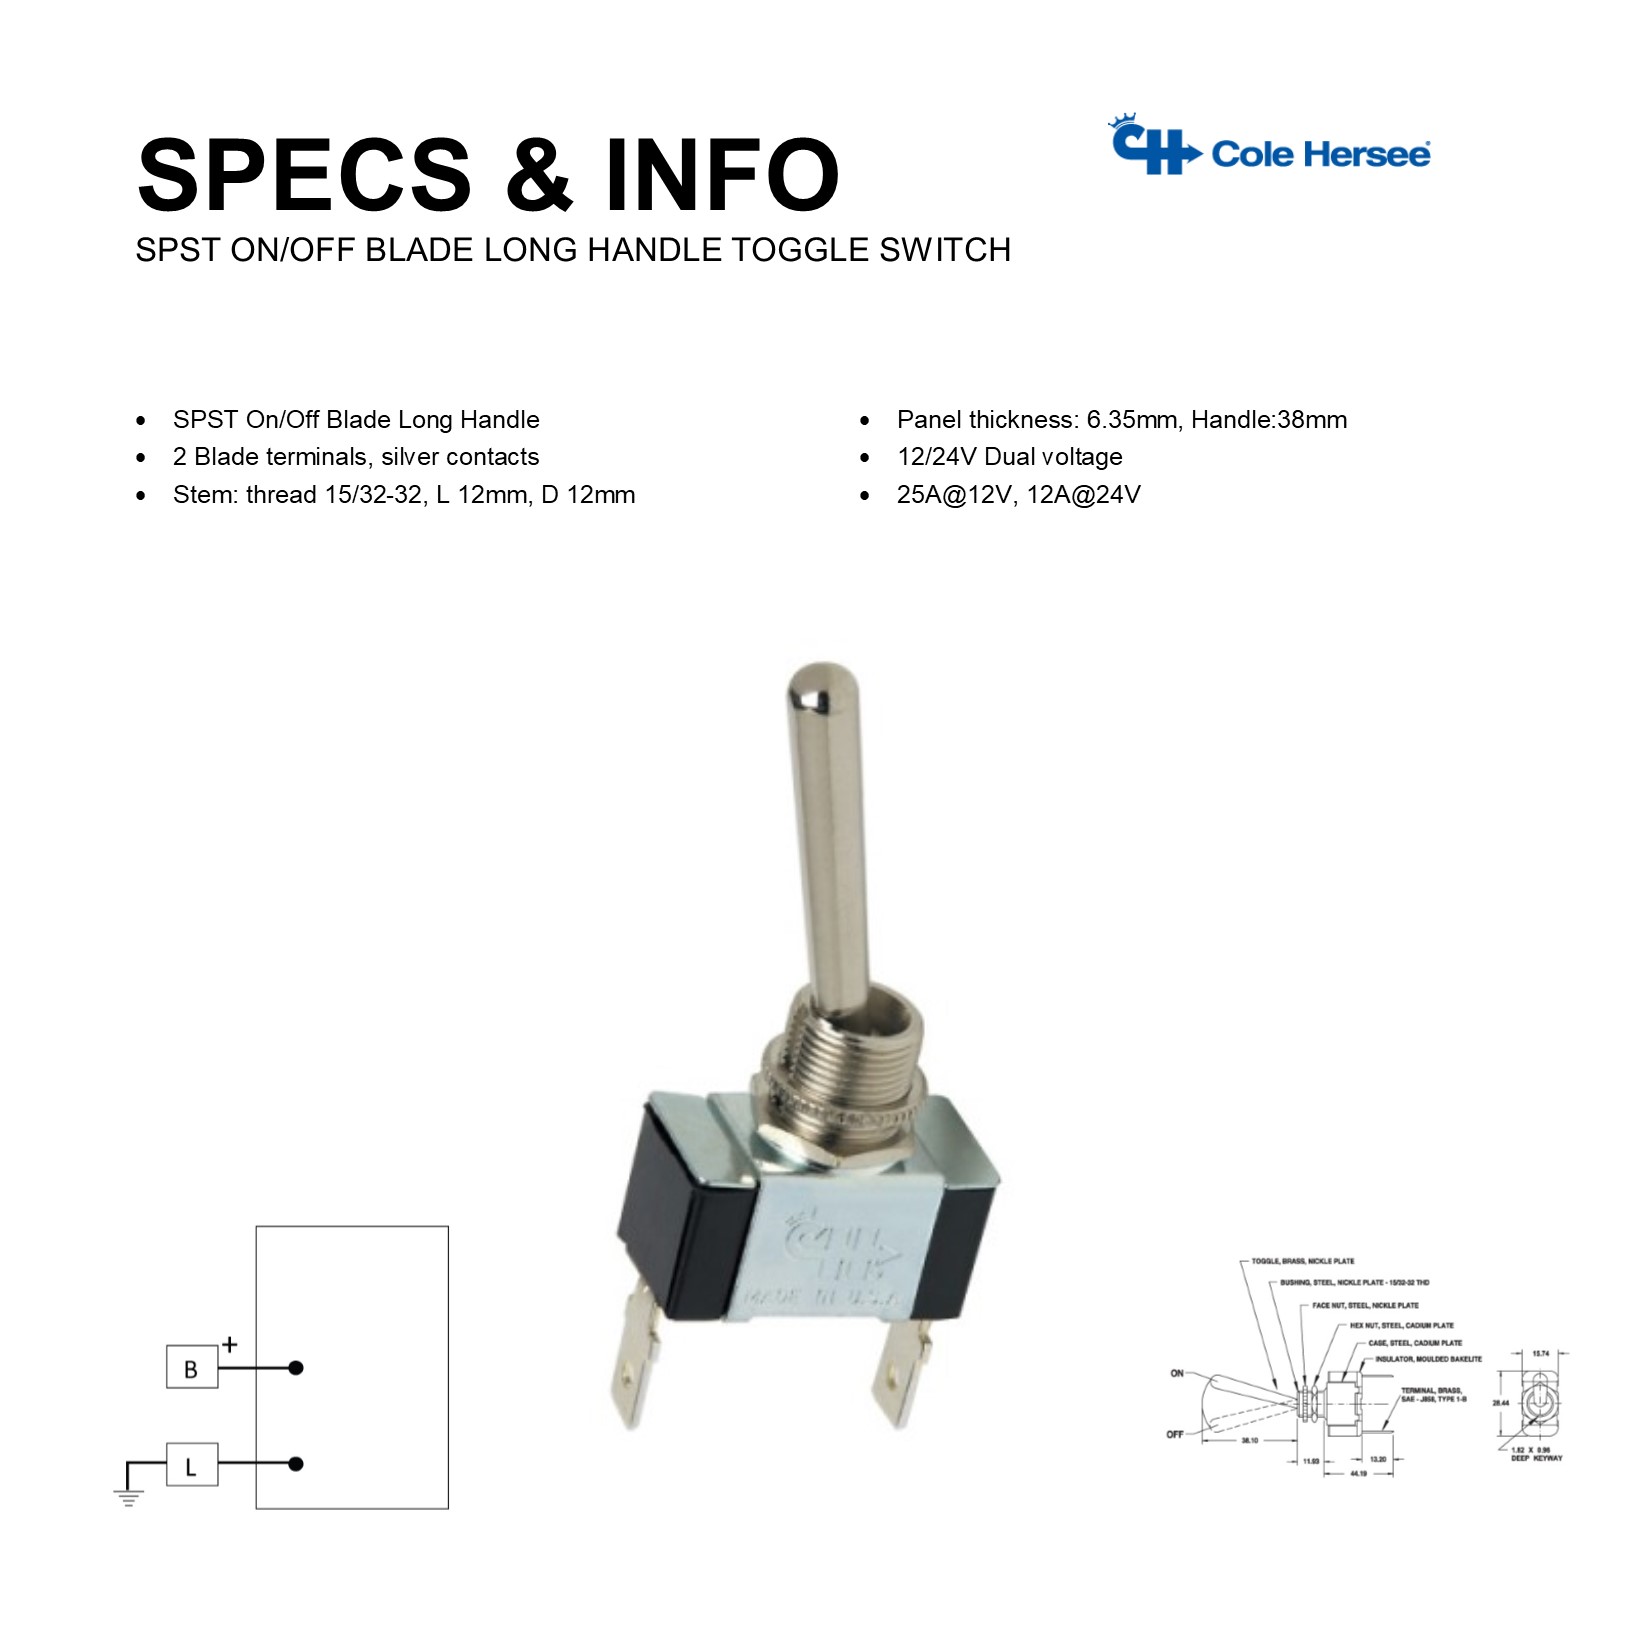 SPECS & INFO
Cole Hersee®
SPST ON/OFF BLADE LONG HANDLE TOGGLE SWITCH
• SPST On/Off Blade Long Handle
• 2 Blade terminals, silver contacts
• Stem: thread 15/32-32, L 12mm, D 12mm
• Panel thickness: 6.35mm, Handle:38mm
• 12/24V Dual voltage
• 25A@12V, 12A@24V
MADE IN U.S.A
B
+
L
TOGGLE, BRASS, NICKLE PLATE
BUSHING, STEEL, NICKLE PLATE - 15/32-32 THD
FACE NUT, STEEL, NICKLE PLATE
HEX NUT, STEEL, CADIUM PLATE
CASE, STEEL, CADIUM PLATE
INSULATOR, MOULDED BAKELITE
TERMINAL, BRASS,
SAE - TYPE 1-B
ON
OFF
38.10
11.93
13.20
44.19
15.74
28.44
1.82 X 0.96
DEEP KEYWAY